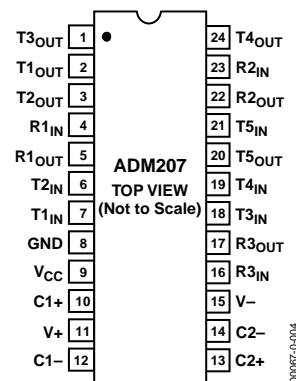 T3OUT 1 24 T4OUT
T1OUT 2 23 R2IN
T2OUT 3 22 R2OUT
R1IN 4 21 T5IN
R1OUT 5 20 T5OUT
T2IN 6 19 T4IN
T1IN 7 18 T3IN
GND 8 17 R3OUT
VCC 9 16 R3IN
C1+ 10 15 V–
V+ 11 14 C2–
C1– 12 13 C2+
ADM207
TOP VIEW
(Not to Scale)
00067-0-004